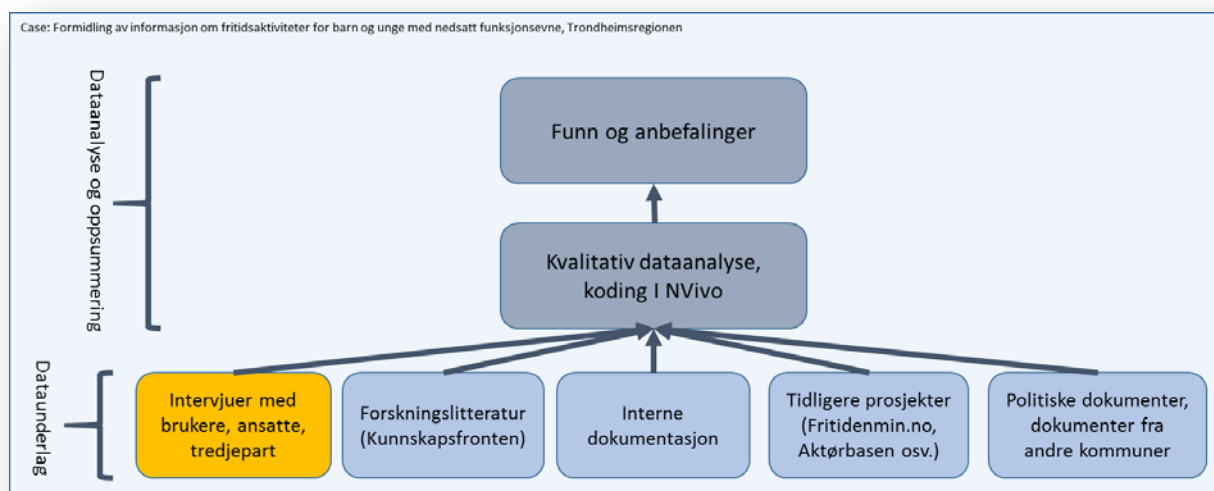 Case: Formidling av informasjon om fritidsaktiviteter for barn og unge med nedsatt funksjonsevne, Trondheimsregionen
Dataanalyse og oppsummering
Funn og anbefalinger
Kvalitativ dataanalyse,
koding I NVivo
Dataunderlag
Intervjuer med
brukere, ansatte,
tredjepart
Forskningslitteratur
(Kunnskapsfronten)
Interne
dokumentasjon
Tidligere prosjekter
(Fritidenmin.no,
Aktørbasen osv.)
Politiske dokumenter,
dokumenter fra
andre kommuner